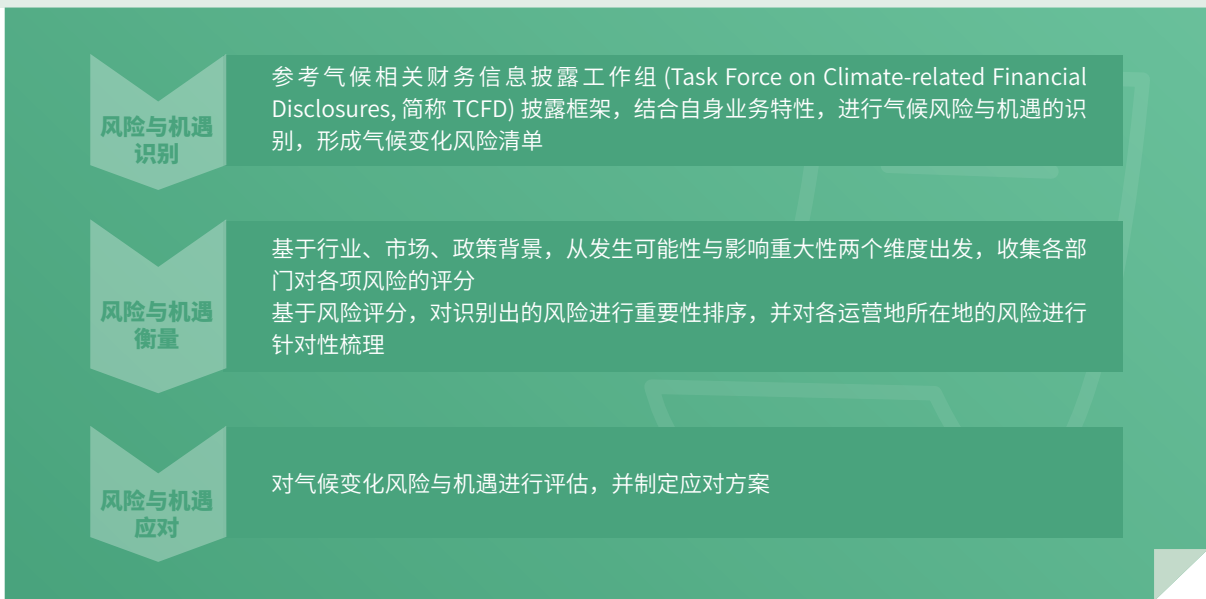 风险与机遇
识别
参考气候相关财务信息披露工作组 (Task Force on Climate-related Financial
Disclosures, 简称 TCFD) 披露框架，结合自身业务特性，进行气候风险与机遇的识
别，形成气候变化风险清单
风险与机遇
衡量
基于行业、市场、政策背景，从发生可能性与影响重大性两个维度出发，收集各部
门对各项风险的评分
基于风险评分，对识别出的风险进行重要性排序，并对各运营地所在地的风险进行
针对性梳理
风险与机遇
应对
对气候变化风险与机遇进行评估，并制定应对方案